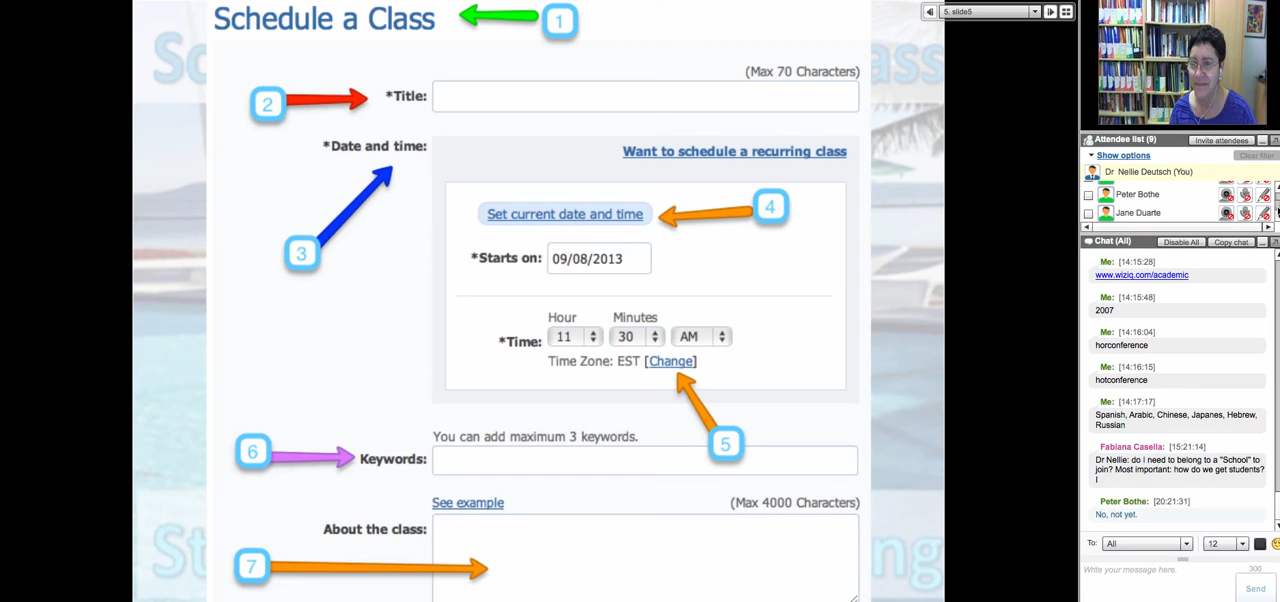 Schedule a Class
1
(Max 70 Characters)
2
*Title:
*Date and time:
Want to schedule a recurring class
3
Set current date and time
4
*Starts on: 09/08/2013
Hour Minutes
*Time: 11 30 AM
Time Zone: EST [Change]
5
You can add maximum 3 keywords.
6
Keywords:
See example (Max 4000 Characters)
About the class:
7
5. slide5
Attendee list (9)
Invite attendees
Show options
Clear filter
Dr Nellie Deutsch (You)
Peter Bothe
Jane Duarte
Chat (All)
Disable All
Copy chat
Me: [14:15:28]
www.wiziq.com/academic
Me: [14:15:48]
2007
Me: [14:16:04]
horconference
Me: [14:16:15]
hotconference
Me: [14:17:17]
Spanish, Arabic, Chinese, Japanes, Hebrew,
Russian
Fabiana Casella: [15:21:14]
Dr Nellie: do I need to belong to a "School" to
join? Most important: how do we get students?
I
Peter Bothe: [20:21:31]
No, not yet.
To: All 12
Write your message here. 300
Send